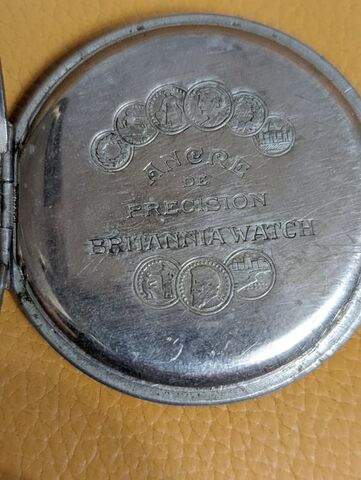 ANCRE
DE
PRECISION
BRITANNIA WATCH